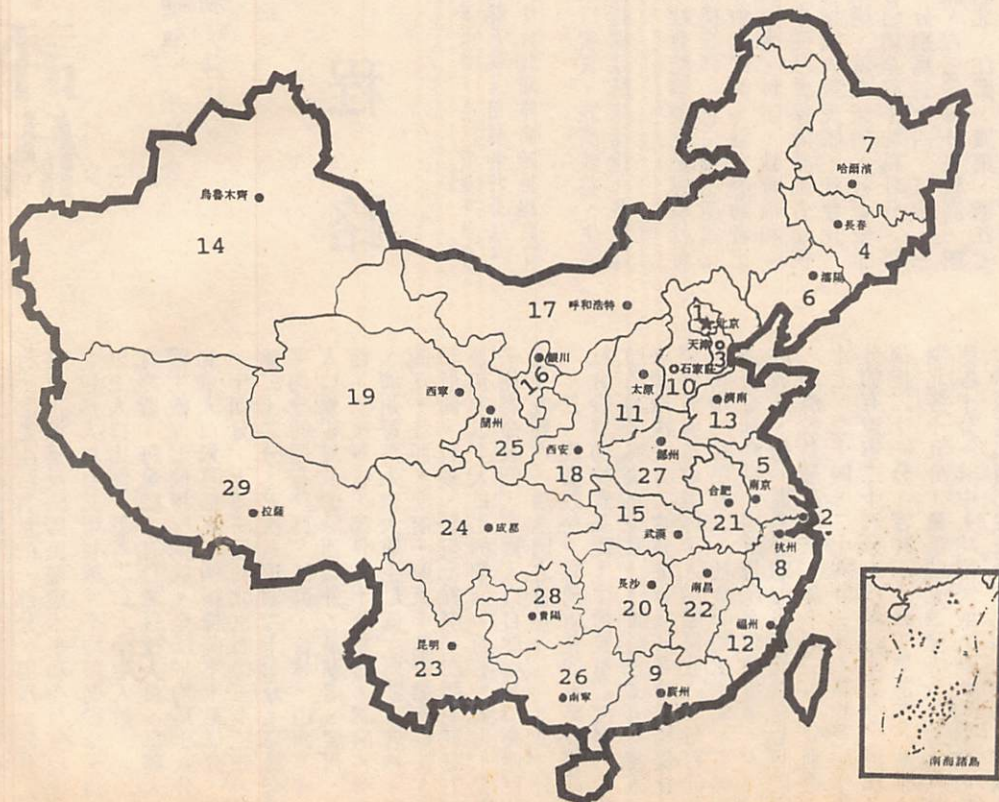 7
哈爾濱
長春
4
瀋陽
6
烏魯木齊
14
17 呼和浩特
1
北京
天津
3
銀川
16
石家莊
10
太原
11
濟南
13
19
西寧
蘭州
25
西安
18
鄭州
27
5
南京
合肥
21
29
拉薩
24 成都
15
武漢
2
杭州
8
長沙
20
南昌
22
28
貴陽
福州
12
昆明
23
26
南寧
9
廣州
南海諸島